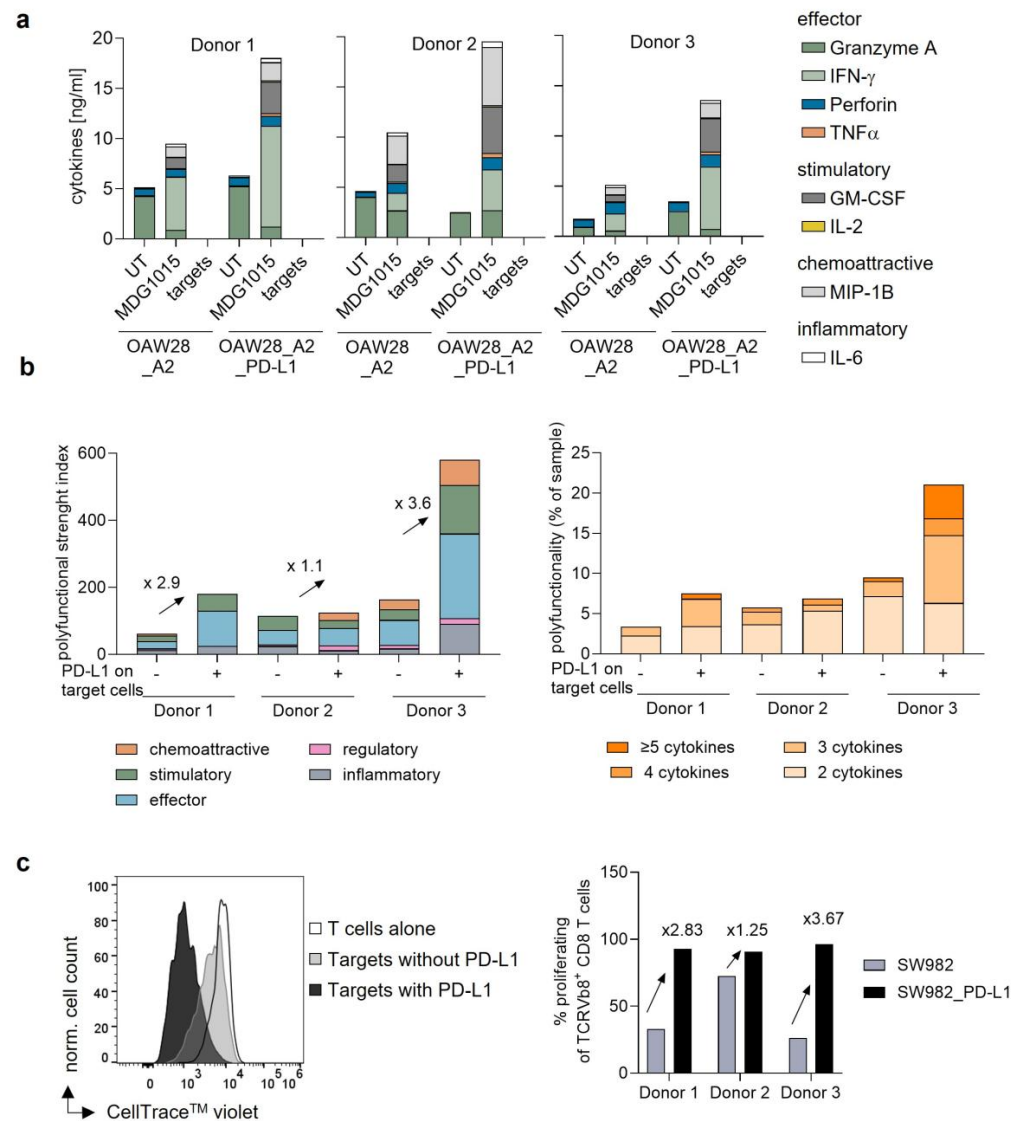 a
Donor 1
Donor 2
Donor 3
cytokines [ng/ml]
20
15
10
5
0
UT
MDG1015
targets
UT
MDG1015
targets
UT
MDG1015
targets
UT
MDG1015
targets
UT
MDG1015
targets
UT
MDG1015
targets
OAW28
_A2
OAW28_A2
_PD-L1
OAW28
_A2
OAW28_A2
_PD-L1
OAW28
_A2
OAW28_A2
_PD-L1
effector
Granzyme A
IFN-γ
Perforin
TNFα
stimulatory
GM-CSF
IL-2
chemoattractive
MIP-1B
inflammatory
IL-6
b
polyfunctional strenght index
600
400
200
0
x 2.9
x 1.1
x 3.6
PD-L1 on
target cells
- + - + - +
Donor 1 Donor 2 Donor 3
chemoattractive
stimulatory
effector
regulatory
inflammatory
polyfunctionality (% of sample)
25
20
15
10
5
0
PD-L1 on
target cells
- + - + - +
Donor 1 Donor 2 Donor 3
≥5 cytokines
4 cytokines
3 cytokines
2 cytokines
c
norm. cell count
100
80
60
40
20
0
0 10³ 10⁴ 10⁵ 10⁶
CellTrace™ violet
T cells alone
Targets without PD-L1
Targets with PD-L1
% proliferating
of TCRVb8⁺ CD8 T cells
150
100
50
0
x2.83
x1.25
x3.67
Donor 1 Donor 2 Donor 3
SW982
SW982_PD-L1